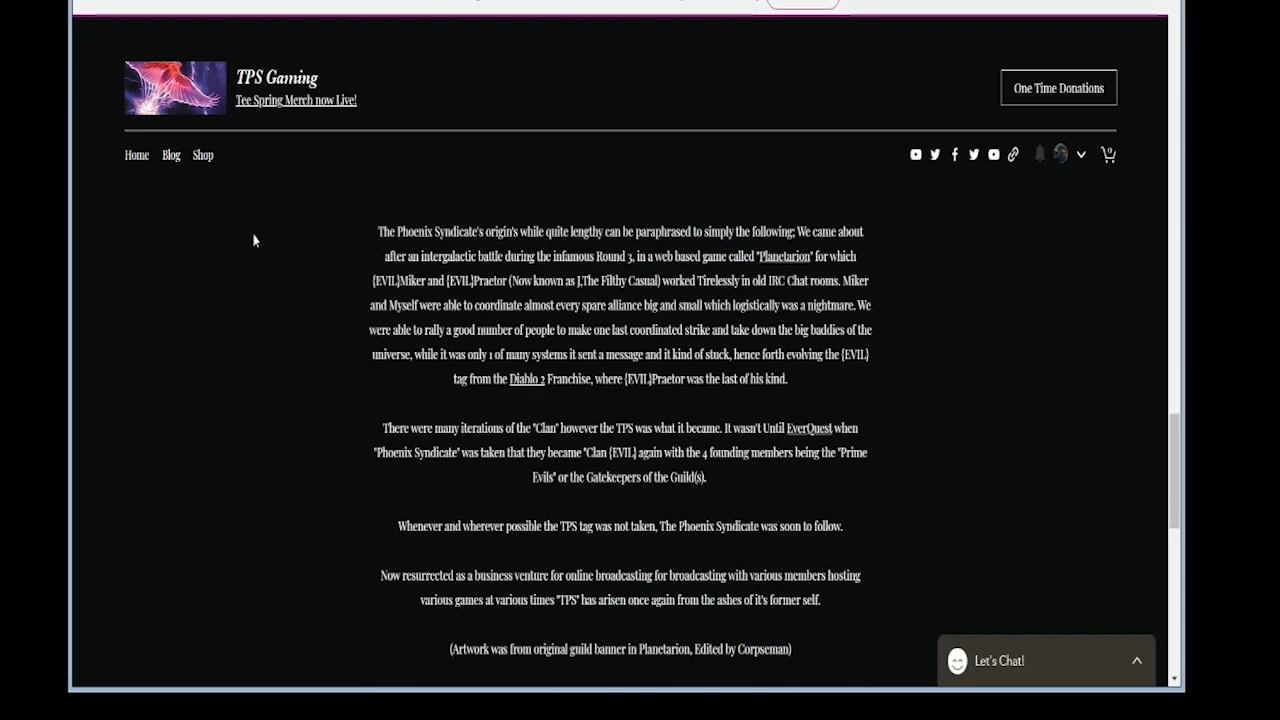 TPS Gaming
Tee Spring Merch now Live!
One Time Donations
Home Blog Shop
0
The Phoenix Syndicate's origin's while quite lengthy can be paraphrased to simply the following; We came about
after an intergalactic battle during the infamous Round 3, in a web based game called "Planetarion" for which
{EVIL}Miker and {EVIL}Praetor (Now known as J,The Filthy Casual) worked Tirelessly in old IRC Chat rooms. Miker
and Myself were able to coordinate almost every spare alliance big and small which logistically was a nightmare. We
were able to rally a good number of people to make one last coordinated strike and take down the big baddies of the
universe, while it was only 1 of many systems it sent a message and it kind of stuck, hence forth evolving the {EVIL}
tag from the Diablo 2 Franchise, where {EVIL}Praetor was the last of his kind.
There were many iterations of the "Clan" however the TPS was what it became. It wasn't Until EverQuest when
"Phoenix Syndicate" was taken that they became "Clan {EVIL} again with the 4 founding members being the "Prime
Evils" or the Gatekeepers of the Guild(s).
Whenever and wherever possible the TPS tag was not taken, The Phoenix Syndicate was soon to follow.
Now resurrected as a business venture for online broadcasting for broadcasting with various members hosting
various games at various times "TPS" has arisen once again from the ashes of it's former self.
(Artwork was from original guild banner in Planetarion, Edited by Corpseman)
Let's Chat!